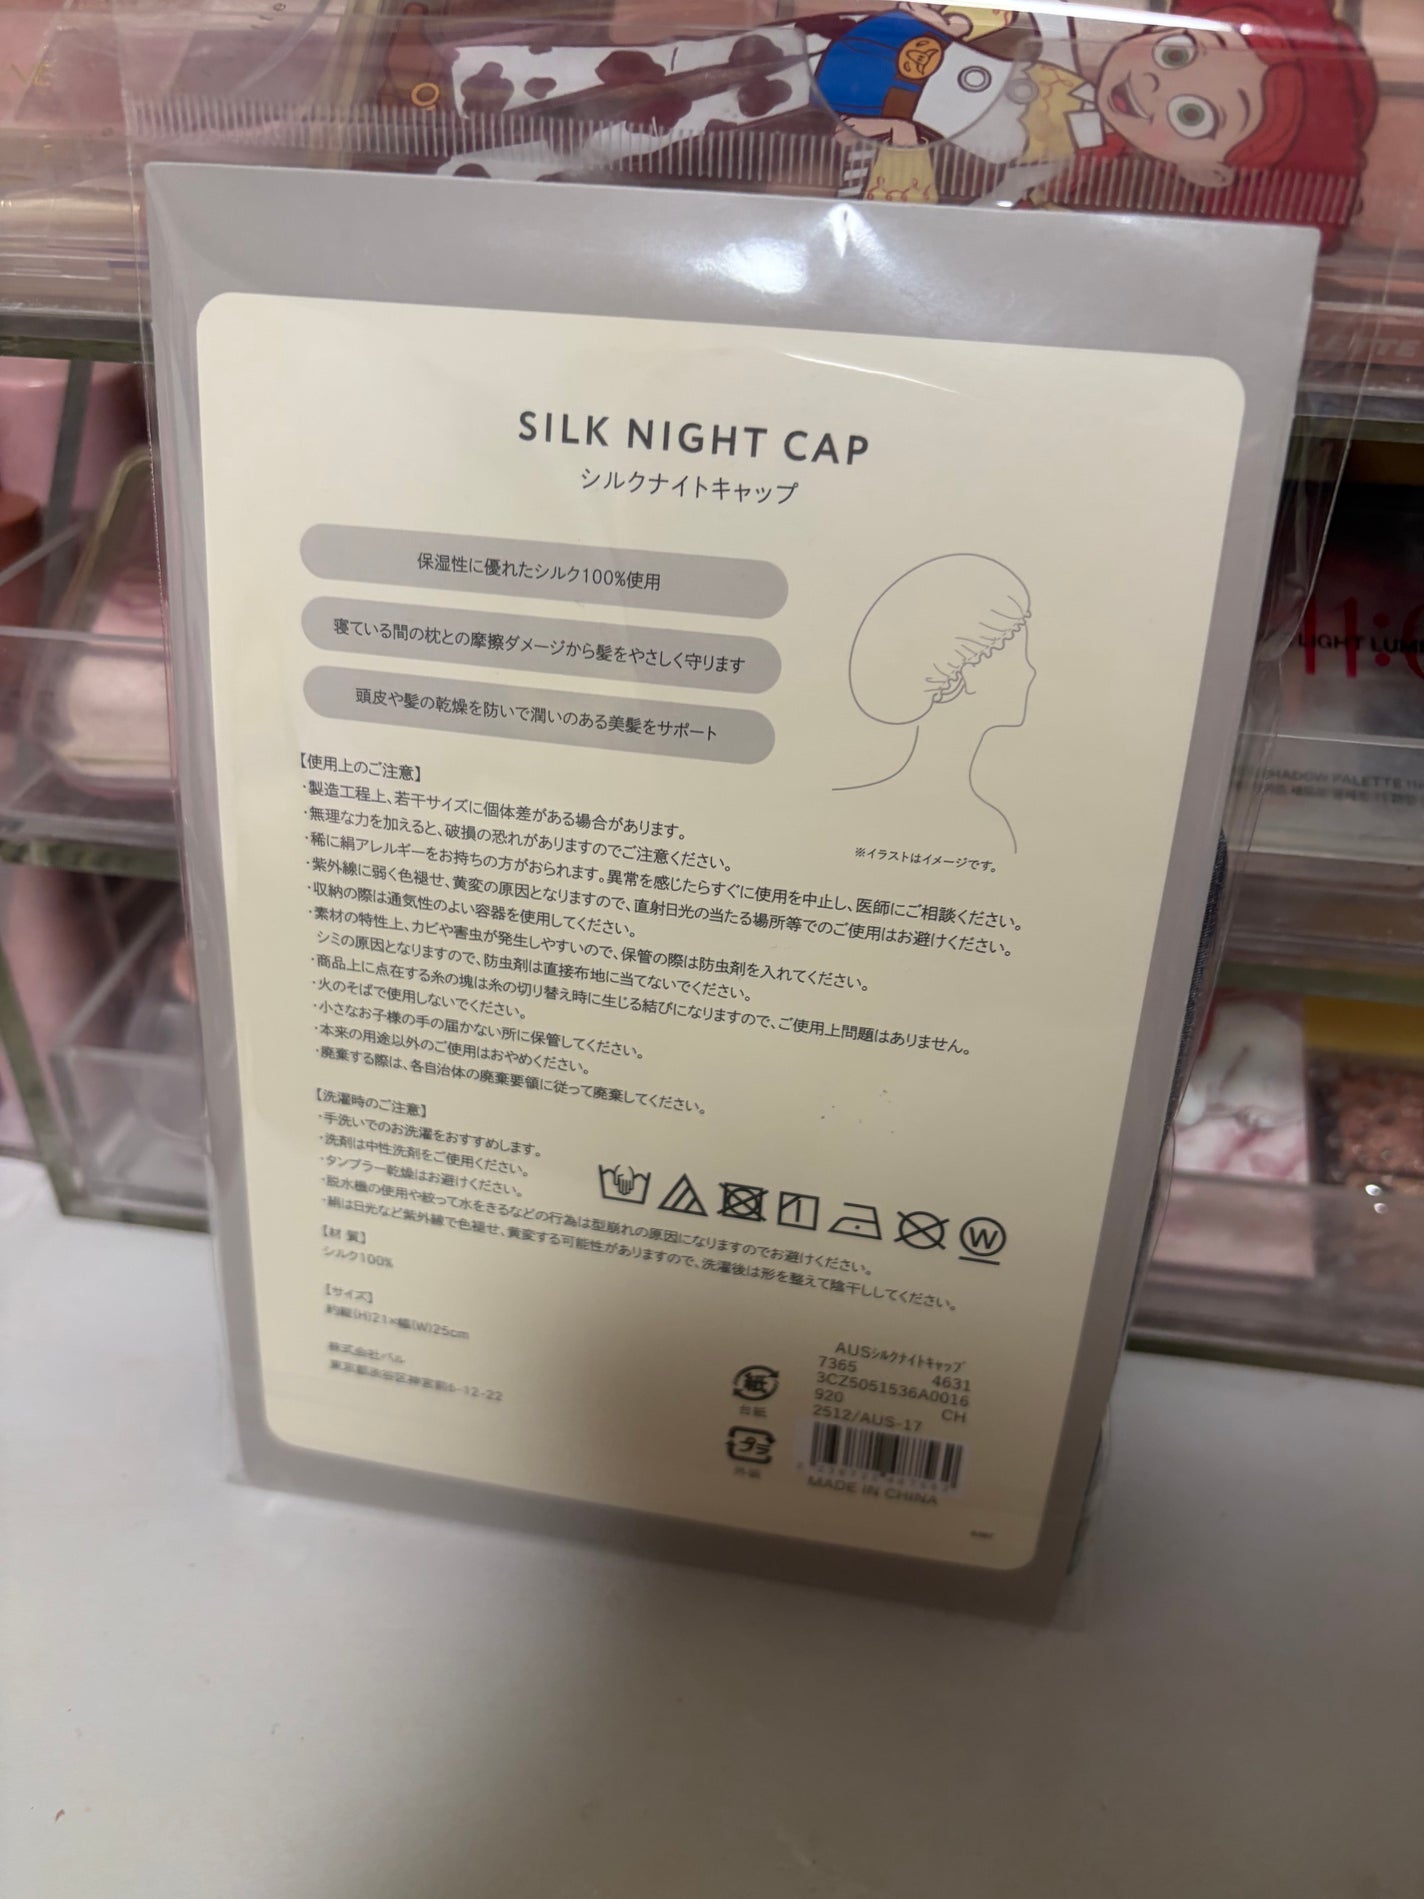 SILK NIGHT CAP
シルクナイトキャップ
保湿性に優れたシルク100%使用
寝ている間の枕との摩擦ダメージから髪をやさしく守ります
頭皮や髪の乾燥を防いで潤いのある美髪をサポート
※イラストはイメージです。
【使用上のご注意】
・製造工程上、若干サイズに個体差がある場合があります。
・無理な力を加えると、破損の恐れがありますのでご注意ください。
・稀に絹アレルギーをお持ちの方がおられます。異常を感じたらすぐに使用を中止し、医師にご相談ください。
・紫外線に弱く色褪せ、黄変の原因となりますので、直射日光の当たる場所等でのご使用はお避けください。
・収納の際は通気性のよい容器を使用してください。
・素材の特性上、カビや害虫が発生しやすいので、保管の際は防虫剤を入れてください。
シミの原因となりますので、防虫剤は直接布地に当てないでください。
・商品上に点在する糸の塊は糸の切り替え時に生じる結びになりますので、ご使用上問題はありません。
・火のそばで使用しないでください。
・小さなお子様の手の届かない所に保管してください。
・本来の用途以外のご使用はおやめください。
・廃棄する際は、各自治体の廃棄要領に従って廃棄してください。
【洗濯時のご注意】
・手洗いでのお洗濯をおすすめします。
・洗剤は中性洗剤をご使用ください。
・タンブラー乾燥はお避けください。
・脱水機の使用や絞って水をきるなどの行為は型崩れの原因になりますのでお避けください。
・絹は日光など紫外線で色褪せ、黄変する可能性がありますので、洗濯後は形を整えて陰干ししてください。
W
【材 質】
シルク100%
【サイズ】
約縦(H)21×幅(W)25cm
株式会社パル
東京都渋谷区神宮前6-12-22
紙
台紙
プラ
外装
AUSシルクナイトキャップ
7365 4631
3CZ5051536A0016
920 CH
2512/AUS-17
MADE IN CHINA
LIGHT LUM
SHADOW PALETTE